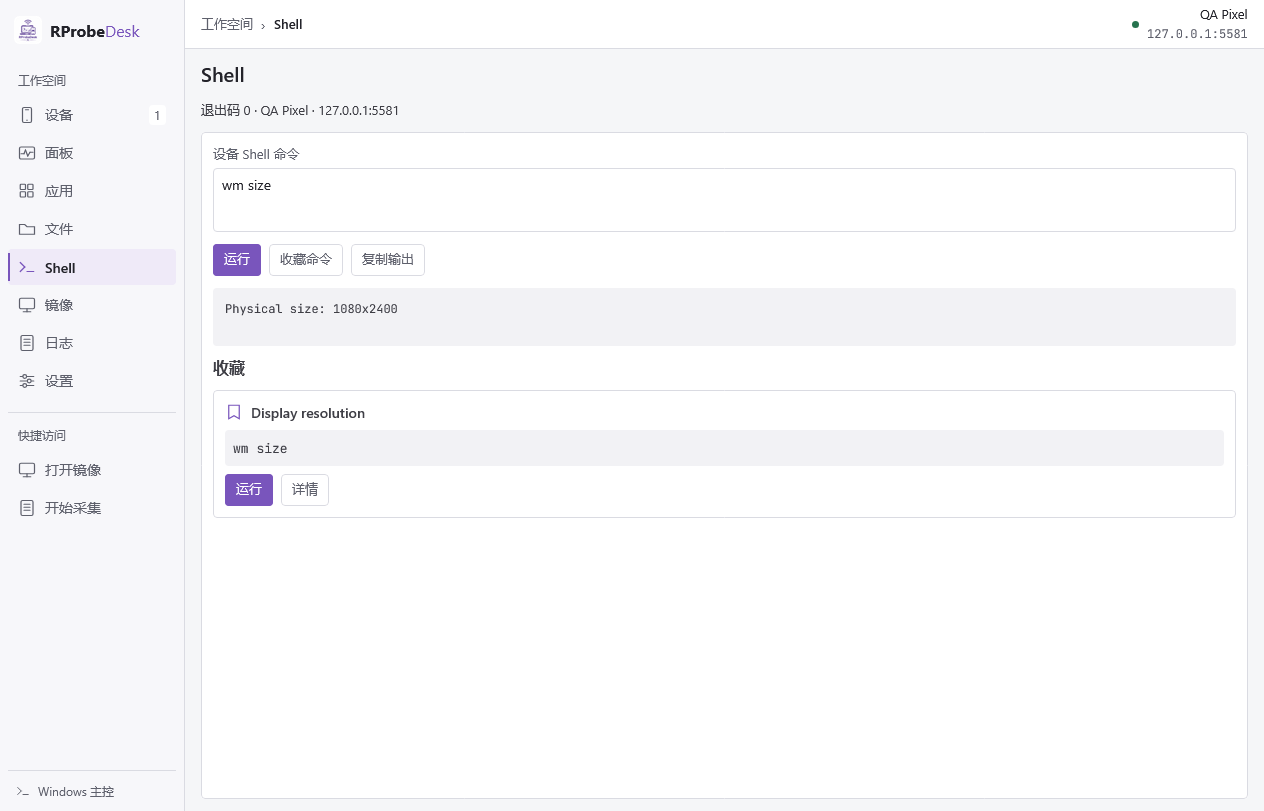 RProbeDesk
工作空间
设备 1
面板
应用
文件
Shell
镜像
日志
设置
快捷访问
打开镜像
开始采集
Windows 主控
工作空间 › Shell
QA Pixel
127.0.0.1:5581
Shell
退出码 0 · QA Pixel · 127.0.0.1:5581
设备 Shell 命令
wm size
运行 收藏命令 复制输出
Physical size: 1080x2400
收藏
Display resolution
wm size
运行 详情